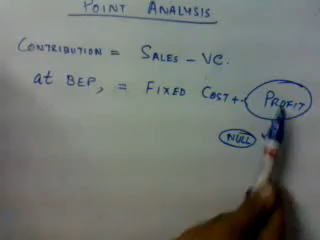 POINT ANALYSIS
CONTRIBUTION = SALES - VC.
at BEP, = FIXED COST + PROFIT
NULL